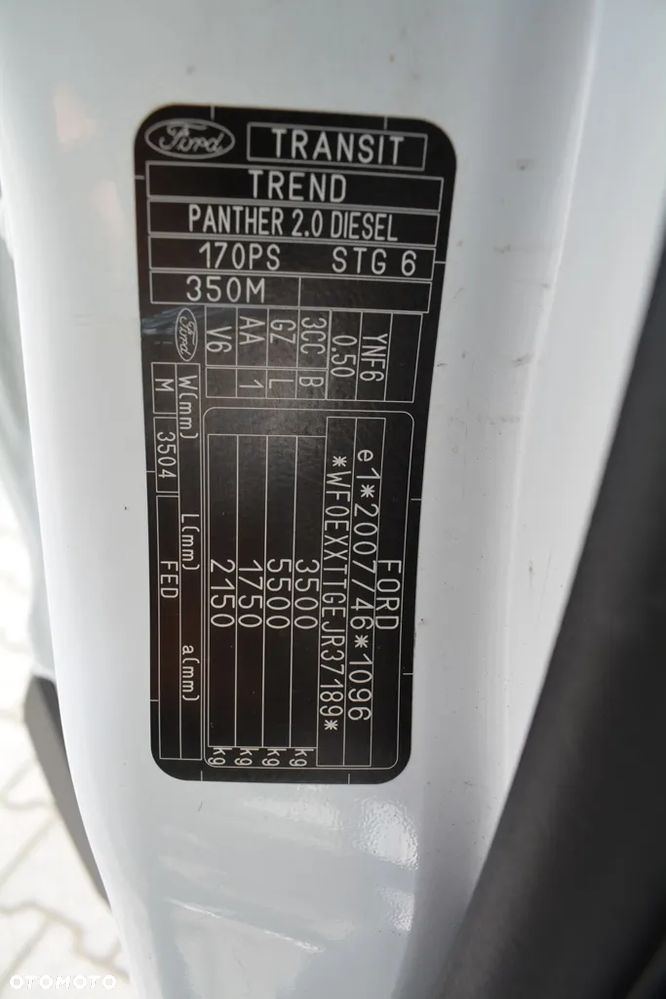 Ford TRANSIT
TREND
PANTHER 2.0 DIESEL
170PS STG 6
350M
YNF6
0.50
3CC B
GZ L
AA 1
V6
Ford
FORD
e1*2007/46*1096
*WF0EXXTTGEJR37189*
3500 kg
5500 kg
1750 kg
2150 kg
W(mm) L(mm) a(mm)
M 3504 FED
OTOMOTO